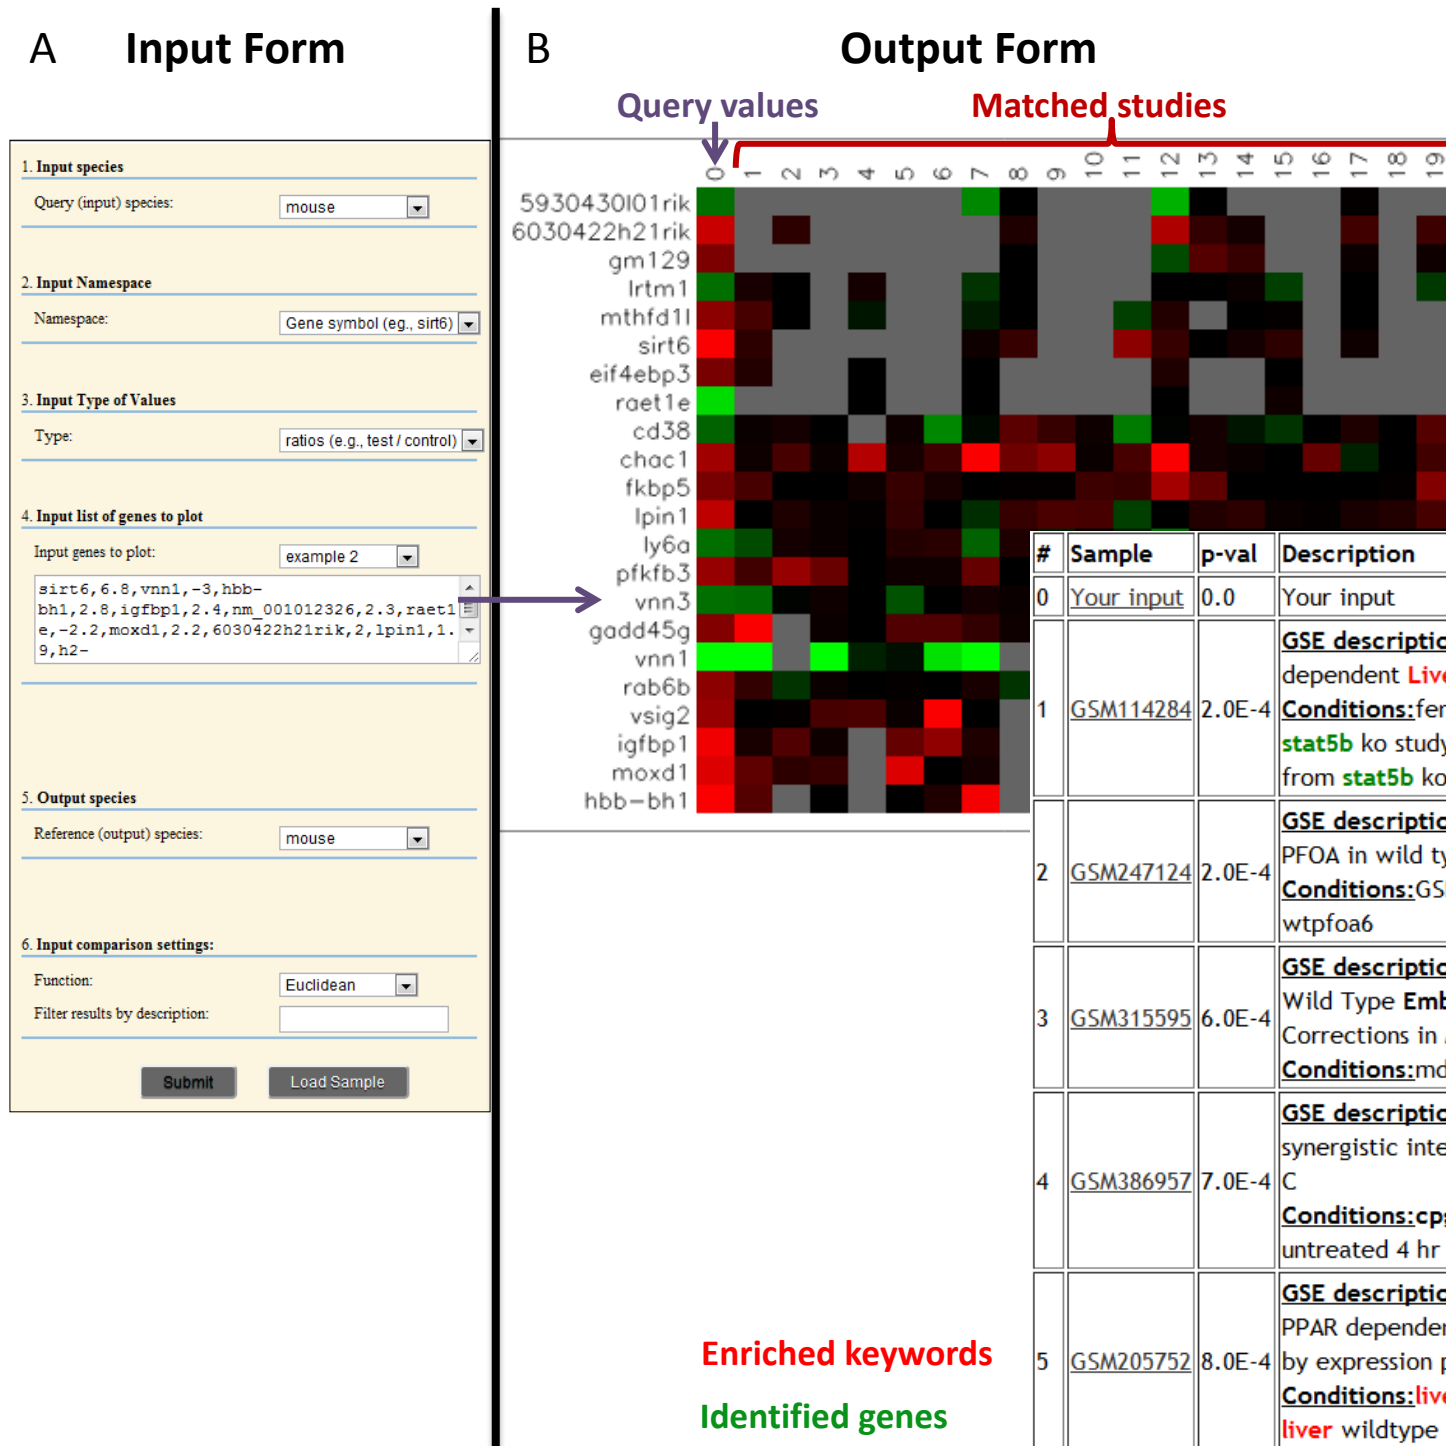 A Input Form
1. Input species
Query (input) species: mouse
2. Input Namespace
Namespace: Gene symbol (eg., sirt6)
3. Input Type of Values
Type: ratios (e.g., test / control)
4. Input list of genes to plot
Input genes to plot: example 2
sirt6,6.8,vnn1,-3,hbb-
bh1,2.8,igfbp1,2.4,nm_001012326,2.3,raet1
e,-2.2,moxd1,2.2,6030422h21rik,2,lpin1,1.
9,h2-
5. Output species
Reference (output) species: mouse
6. Input comparison settings:
Function: Euclidean
Filter results by description:
Submit Load Sample
B Output Form
Query values Matched studies
0 1 2 3 4 5 6 7 8 9 10 11 12 13 14 15 16 17 18 19
5930430l01rik
6030422h21rik
gm129
lrtm1
mthfd1l
sirt6
eif4ebp3
raet1e
cd38
chac1
fkbp5
lpin1
ly6a
pfkfb3
vnn3
gadd45g
vnn1
rab6b
vsig2
igfbp1
moxd1
hbb-bh1
# Sample p-val Description
0 Your input 0.0 Your input
1 GSM114284 2.0E-4
GSE descriptio
dependent Live
Conditions:fer
stat5b ko study
from stat5b ko
2 GSM247124 2.0E-4
GSE descriptio
PFOA in wild ty
Conditions:GS
wtpfoa6
3 GSM315595 6.0E-4
GSE descriptio
Wild Type Emb
Corrections in
Conditions:md
4 GSM386957 7.0E-4
GSE descriptio
synergistic inte
C
Conditions:cp
untreated 4 hr
5 GSM205752 8.0E-4
GSE descriptio
PPAR depender
by expression p
Conditions:live
liver wildtype
Enriched keywords
Identified genes